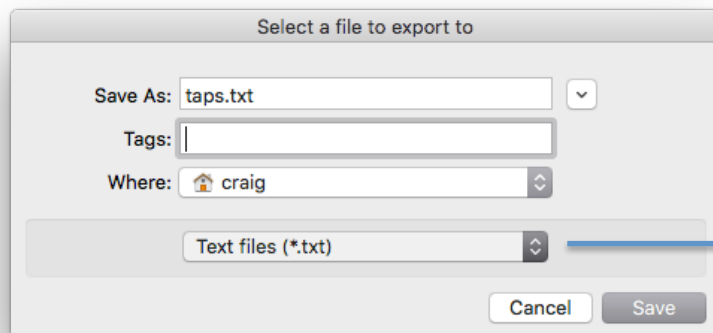 Select a file to export to
Save As: taps.txt
Tags:
Where: craig
Text files (*.txt)
Cancel Save